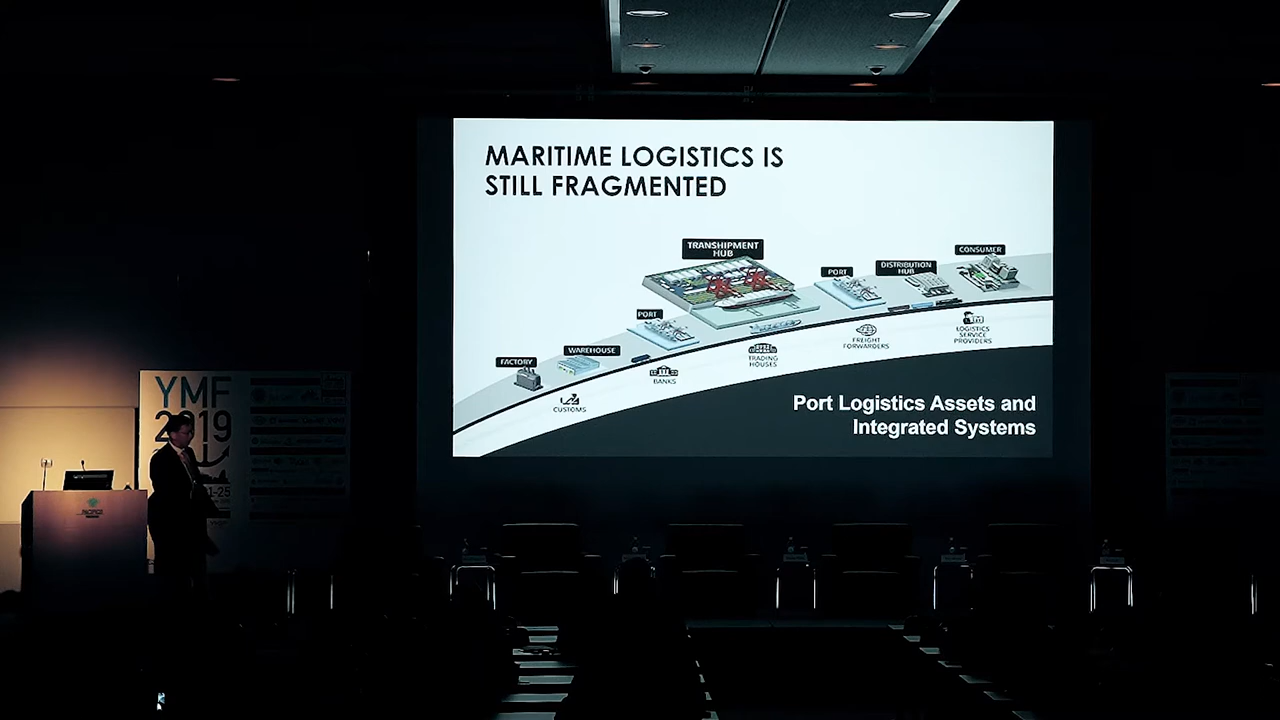 MARITIME LOGISTICS IS
STILL FRAGMENTED
TRANSHIPMENT
HUB
CONSUMER
PORT
DISTRIBUTION
HUB
PORT
LOGISTICS
SERVICE
PROVIDERS
FREIGHT
FORWARDERS
WAREHOUSE
TRADING
HOUSES
FACTORY
BANKS
CUSTOMS
Port Logistics Assets and
Integrated Systems
YMF
2019
PACIFICO